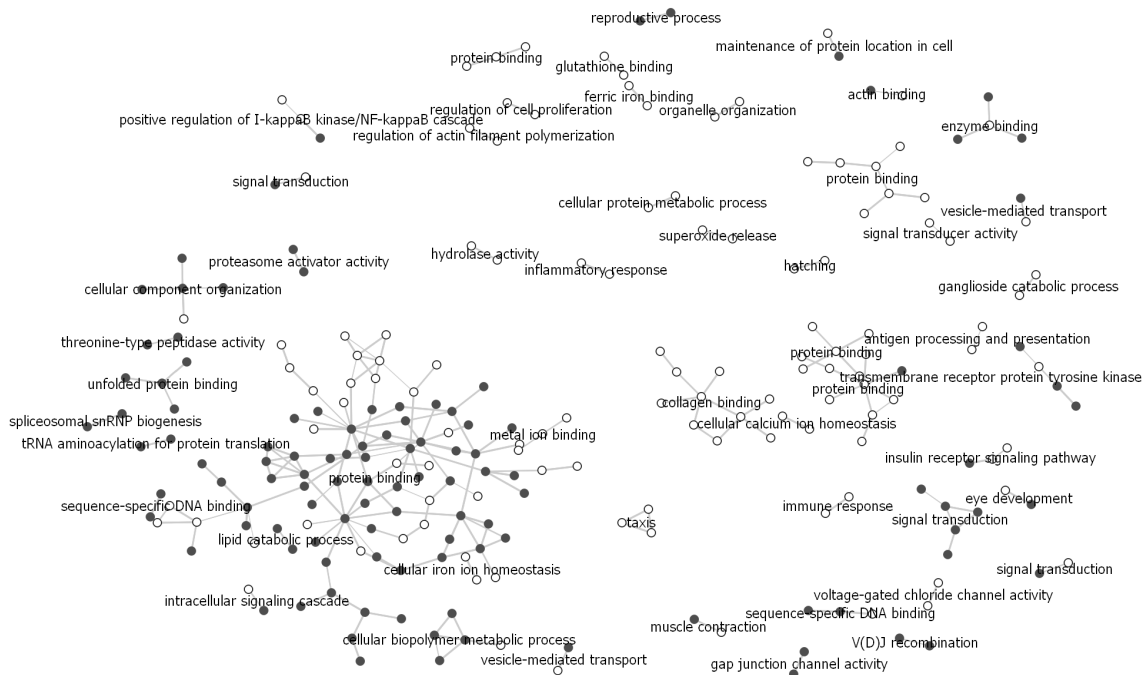 reproductive process
maintenance of protein location in cell
protein binding
glutathione binding
ferric iron binding
actin binding
regulation of cell proliferation
organelle organization
positive regulation of I-kappaB kinase/NF-kappaB cascade
enzyme binding
regulation of actin filament polymerization
signal transduction
protein binding
cellular protein metabolic process
vesicle-mediated transport
superoxide release
signal transducer activity
hydrolase activity
proteasome activator activity
inflammatory response
hatching
cellular component organization
ganglioside catabolic process
threonine-type peptidase activity
antigen processing and presentation
protein binding
transmembrane receptor protein tyrosine kinase
unfolded protein binding
protein binding
collagen binding
spliceosomal snRNP biogenesis
cellular calcium ion homeostasis
metal ion binding
tRNA aminoacylation for protein translation
insulin receptor signaling pathway
protein binding
eye development
sequence-specific DNA binding
immune response
signal transduction
taxis
lipid catabolic process
cellular iron ion homeostasis
signal transduction
voltage-gated chloride channel activity
intracellular signaling cascade
sequence-specific DNA binding
muscle contraction
cellular biopolymer metabolic process
V(D)J recombination
vesicle-mediated transport
gap junction channel activity